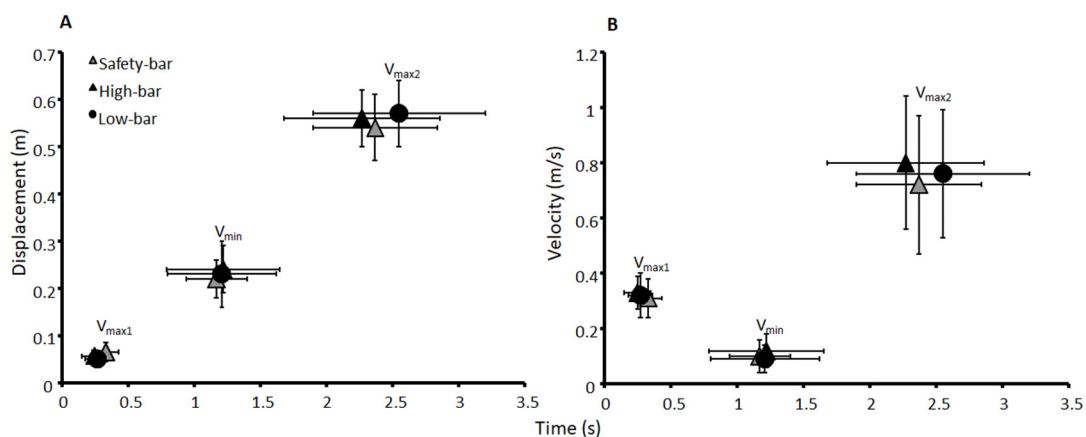 A
Displacement (m)
0.7
0.6
0.5
0.4
0.3
0.2
0.1
0
Safety-bar
High-bar
Low-bar
Vmax1
Vmin
Vmax2
0 0.5 1 1.5 2 2.5 3 3.5
B
Velocity (m/s)
1.2
1
0.8
0.6
0.4
0.2
0
Vmax1
Vmin
Vmax2
0 0.5 1 1.5 2 2.5 3 3.5
Time (s)